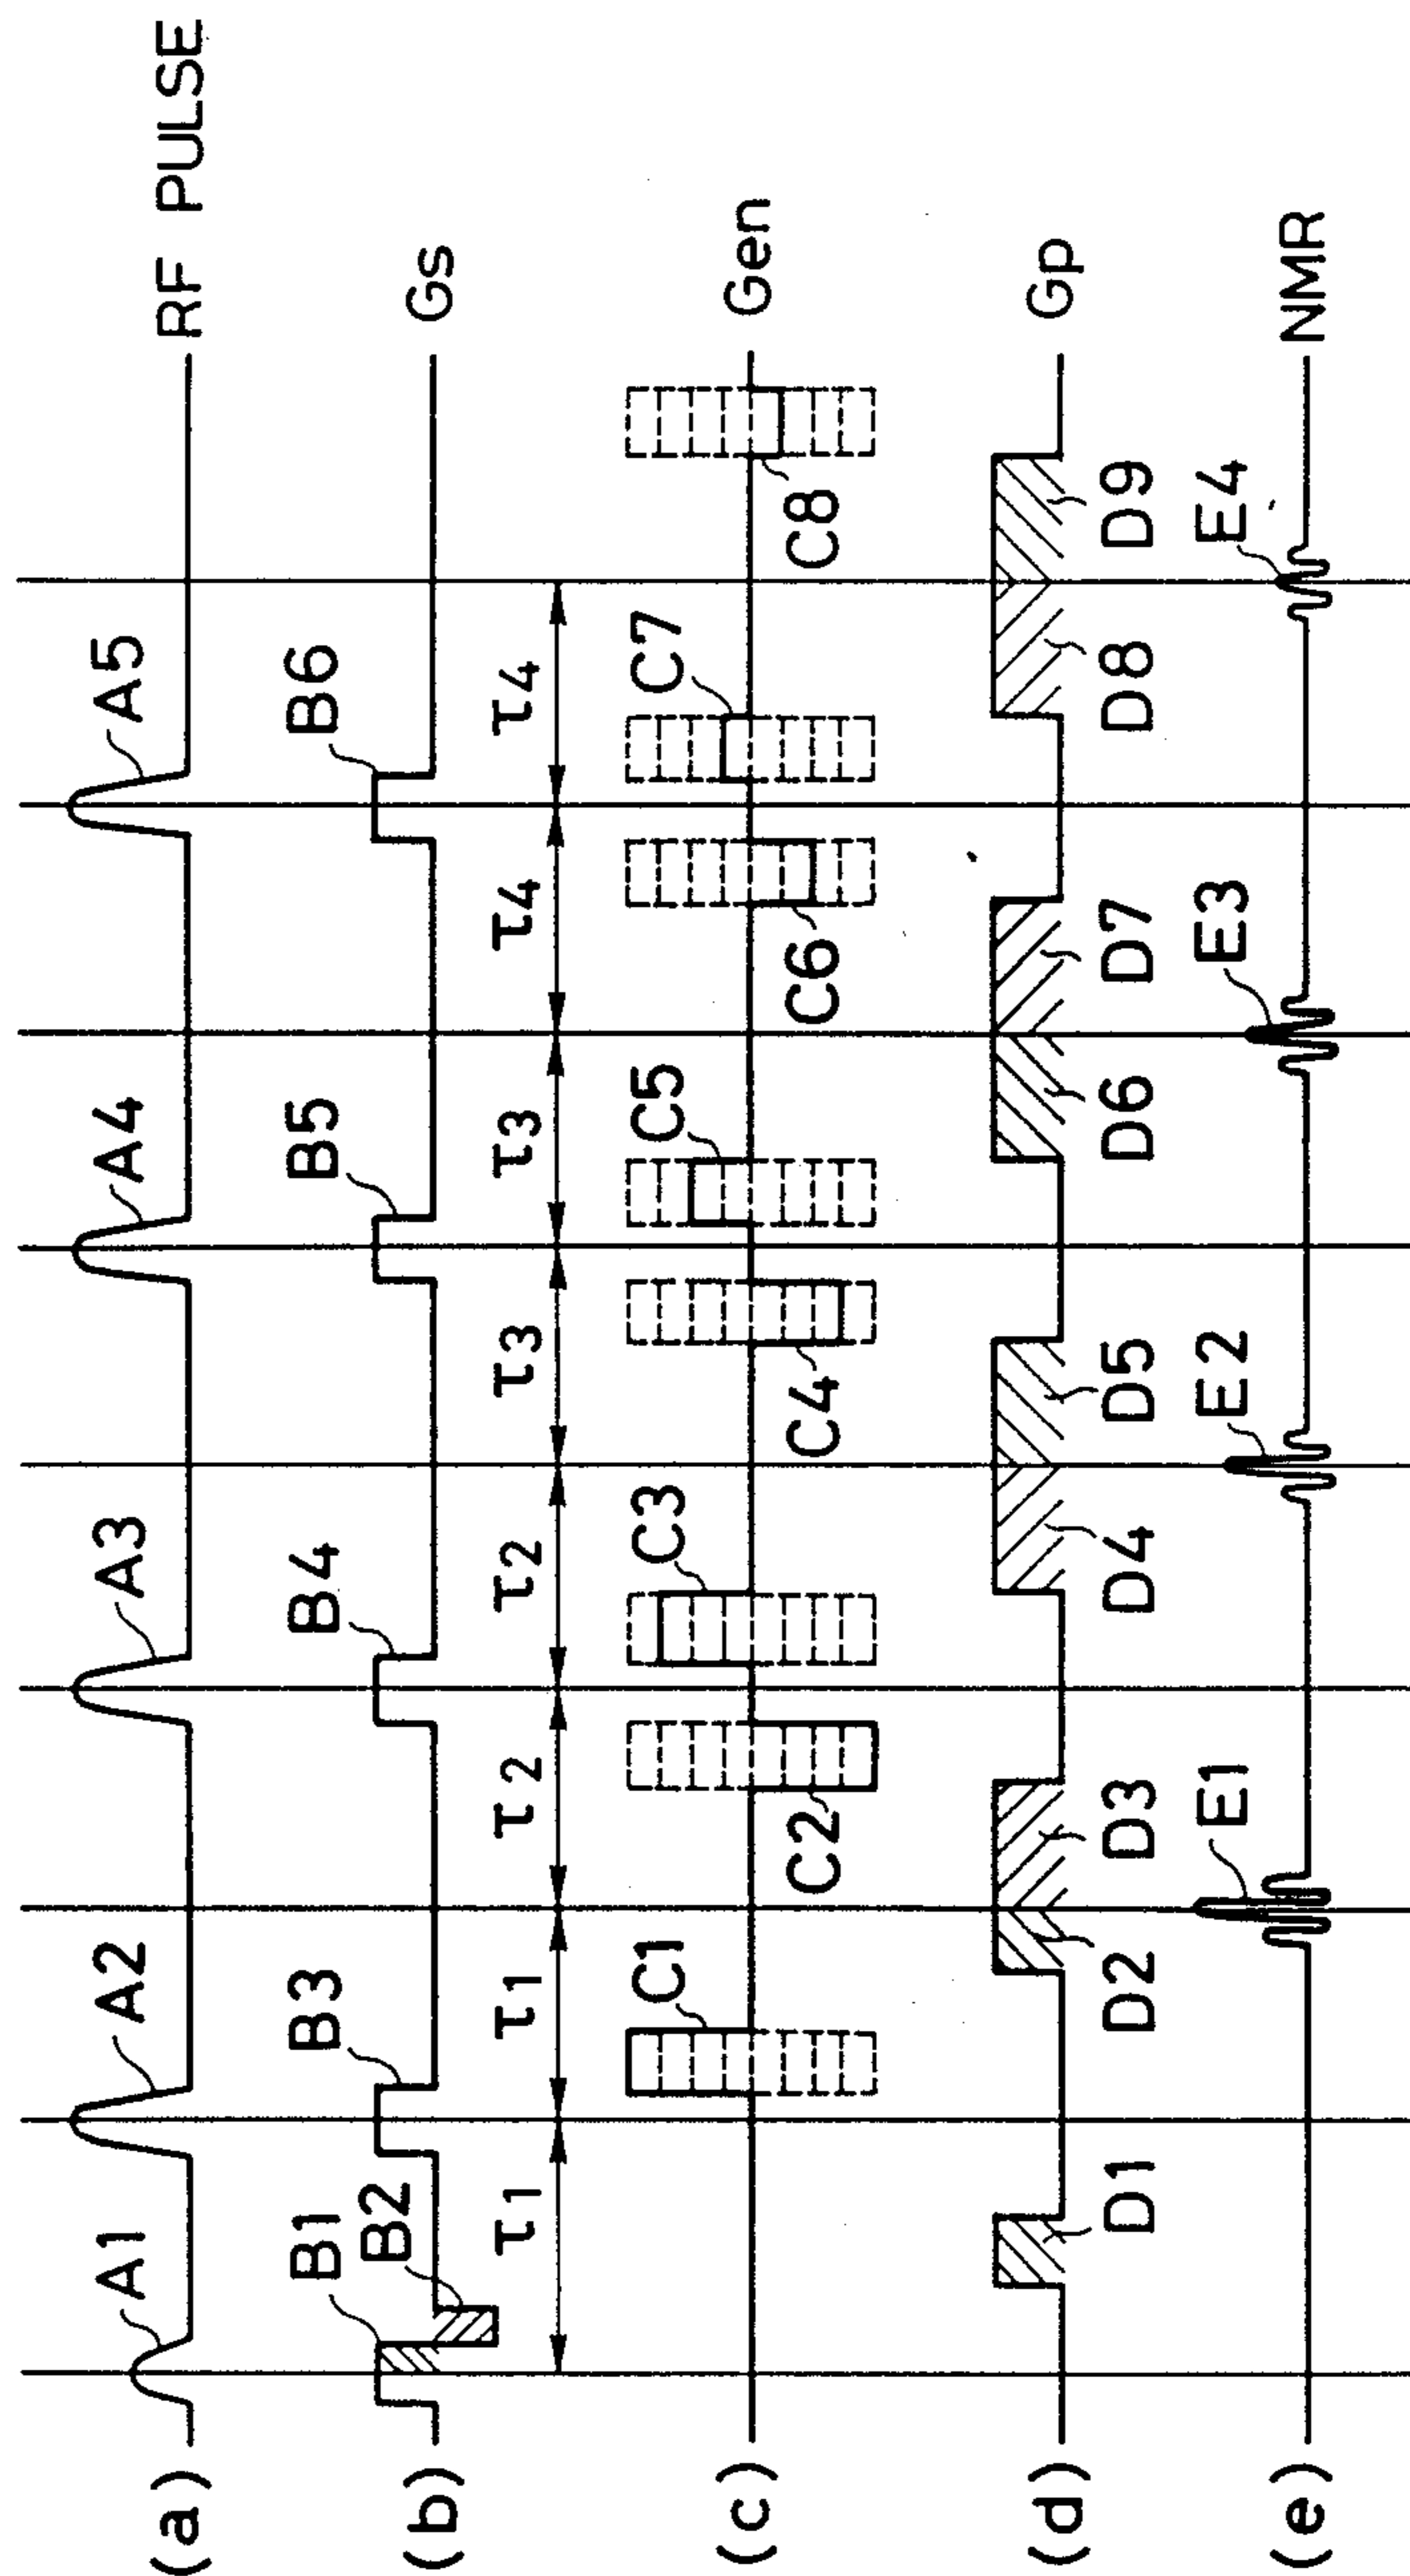 (a) A1 A2 A3 A4 A5 RF PULSE
(b) B1 B2 B3 B4 B5 B6 Gs
τ1 τ1 τ2 τ2 τ3 τ3 τ4 τ4
(c) C1 C2 C3 C4 C5 C6 C7 C8 Gen
(d) D1 D2 D3 D4 D5 D6 D7 D8 D9 Gp
(e) E1 E2 E3 E4 NMR